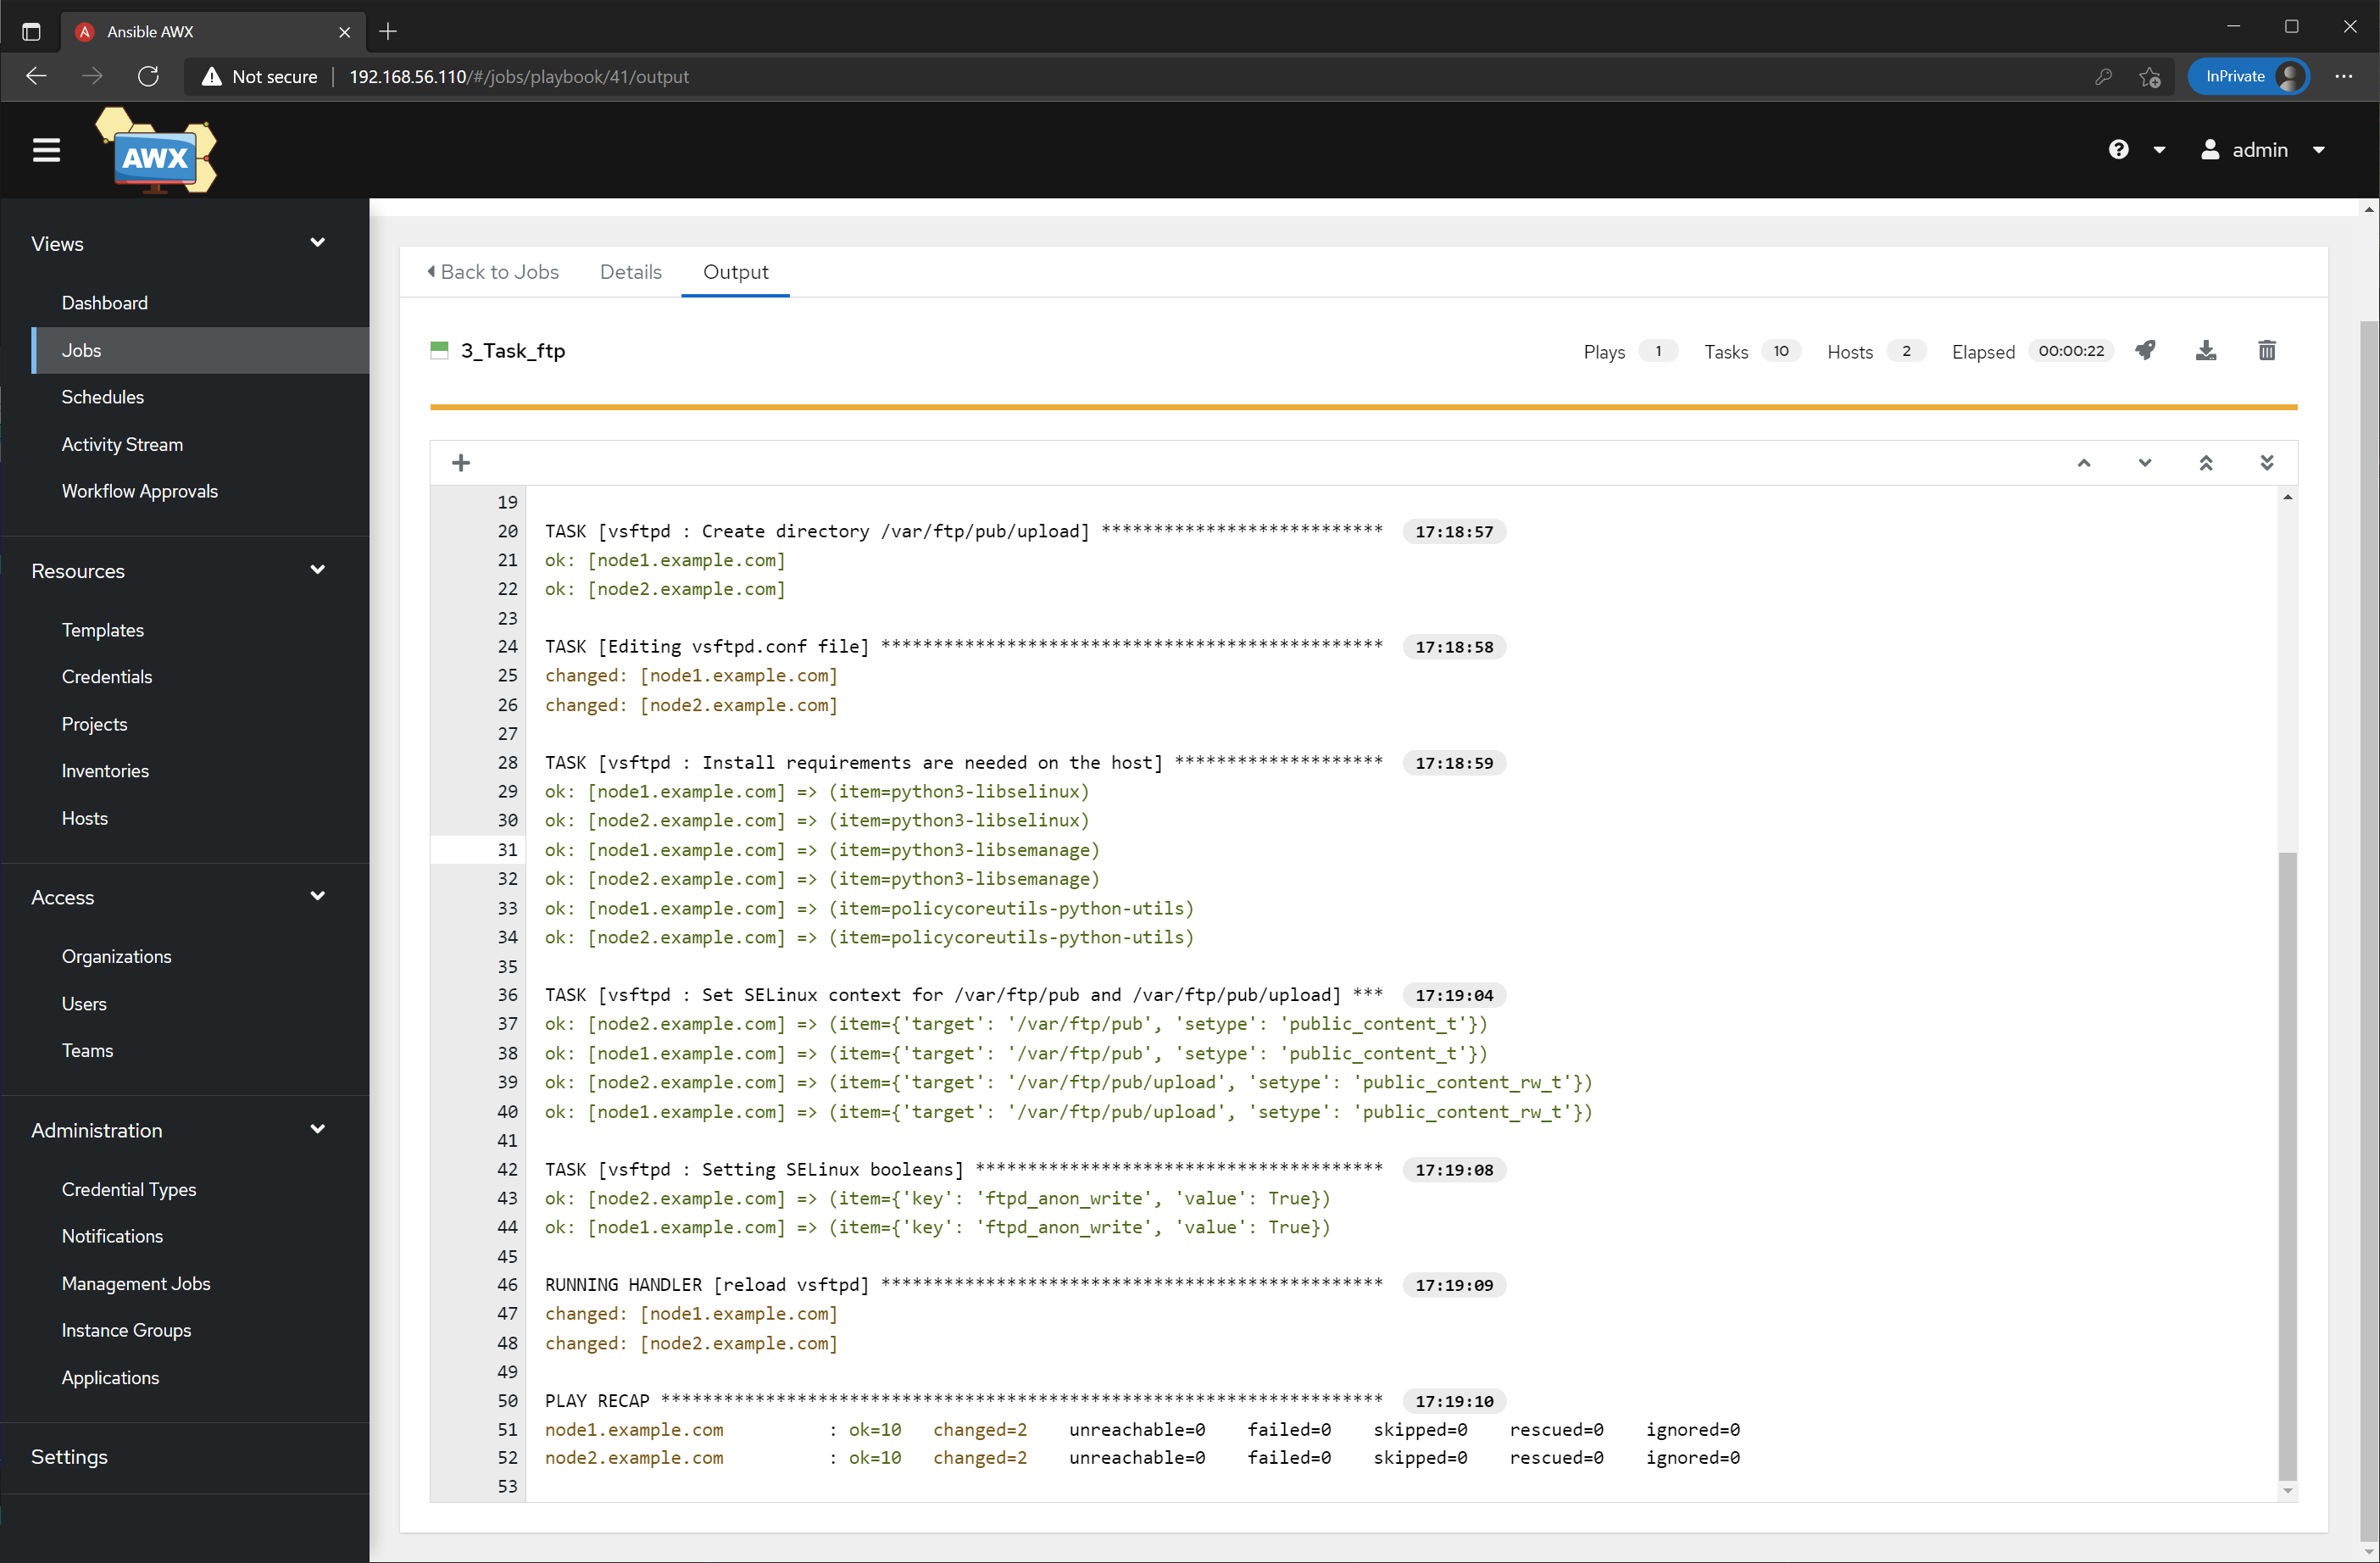 Ansible AWX
Not secure 192.168.56.110/#/jobs/playbook/41/output InPrivate
AWX admin
Views
Dashboard
Jobs
Schedules
Activity Stream
Workflow Approvals
Resources
Templates
Credentials
Projects
Inventories
Hosts
Access
Organizations
Users
Teams
Administration
Credential Types
Notifications
Management Jobs
Instance Groups
Applications
Settings
Back to Jobs Details Output
3_Task_ftp Plays 1 Tasks 10 Hosts 2 Elapsed 00:00:22
19
20 TASK [vsftpd : Create directory /var/ftp/pub/upload] *************************** 17:18:57
21 ok: [node1.example.com]
22 ok: [node2.example.com]
23
24 TASK [Editing vsftpd.conf file] ************************************************ 17:18:58
25 changed: [node1.example.com]
26 changed: [node2.example.com]
27
28 TASK [vsftpd : Install requirements are needed on the host] ******************** 17:18:59
29 ok: [node1.example.com] => (item=python3-libselinux)
30 ok: [node2.example.com] => (item=python3-libselinux)
31 ok: [node1.example.com] => (item=python3-libsemanage)
32 ok: [node2.example.com] => (item=python3-libsemanage)
33 ok: [node1.example.com] => (item=policycoreutils-python-utils)
34 ok: [node2.example.com] => (item=policycoreutils-python-utils)
35
36 TASK [vsftpd : Set SELinux context for /var/ftp/pub and /var/ftp/pub/upload] *** 17:19:04
37 ok: [node2.example.com] => (item={'target': '/var/ftp/pub', 'setype': 'public_content_t'})
38 ok: [node1.example.com] => (item={'target': '/var/ftp/pub', 'setype': 'public_content_t'})
39 ok: [node2.example.com] => (item={'target': '/var/ftp/pub/upload', 'setype': 'public_content_rw_t'})
40 ok: [node1.example.com] => (item={'target': '/var/ftp/pub/upload', 'setype': 'public_content_rw_t'})
41
42 TASK [vsftpd : Setting SELinux booleans] *************************************** 17:19:08
43 ok: [node2.example.com] => (item={'key': 'ftpd_anon_write', 'value': True})
44 ok: [node1.example.com] => (item={'key': 'ftpd_anon_write', 'value': True})
45
46 RUNNING HANDLER [reload vsftpd] ************************************************ 17:19:09
47 changed: [node1.example.com]
48 changed: [node2.example.com]
49
50 PLAY RECAP ********************************************************************* 17:19:10
51 node1.example.com : ok=10 changed=2 unreachable=0 failed=0 skipped=0 rescued=0 ignored=0
52 node2.example.com : ok=10 changed=2 unreachable=0 failed=0 skipped=0 rescued=0 ignored=0
53